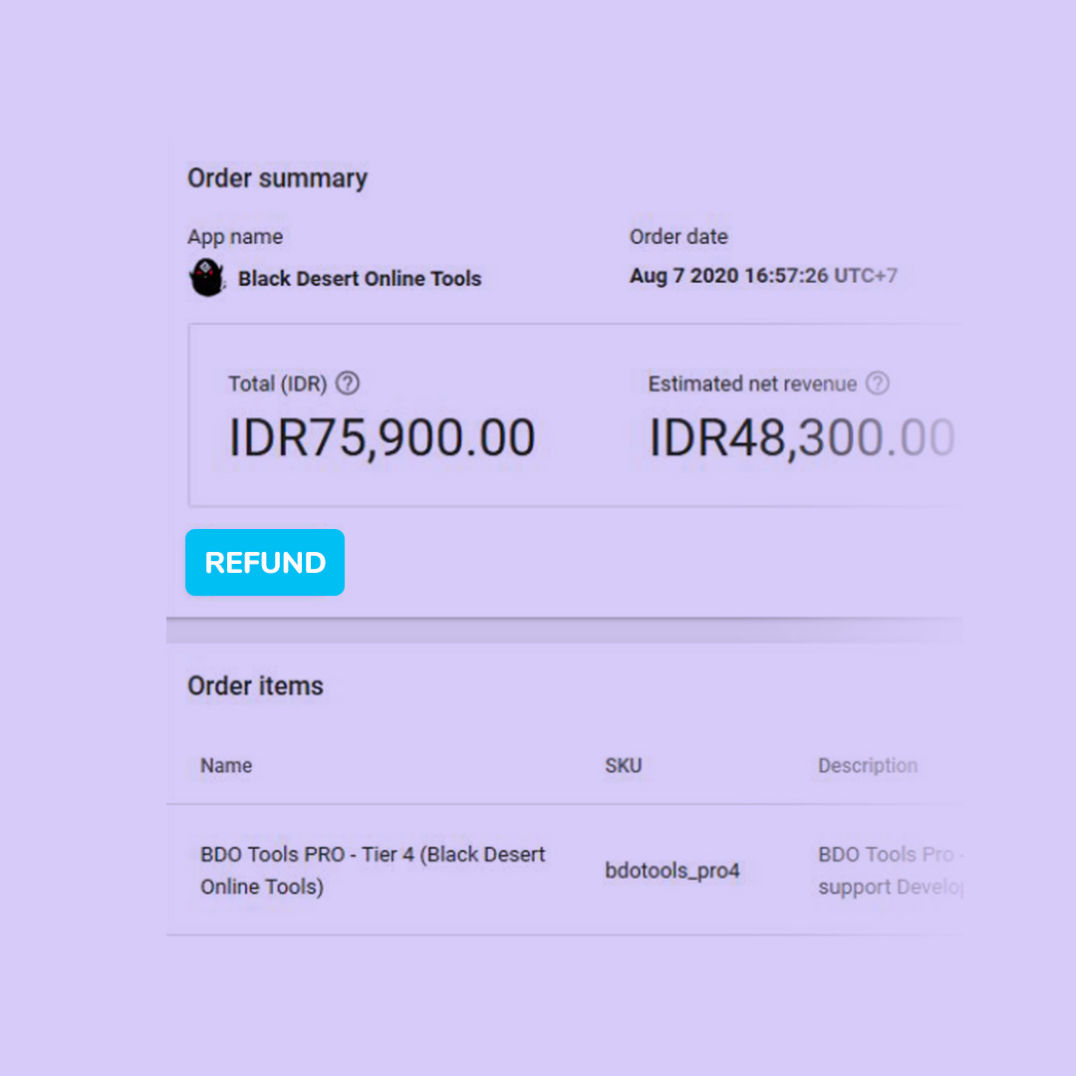 Order summary
App name
Order date
Black Desert Online Tools
Aug 7 2020 16:57:26 UTC+7
Total (IDR) ?
Estimated net revenue ?
IDR75,900.00
IDR48,300.00
REFUND
Order items
Name
SKU
Description
BDO Tools PRO - Tier 4 (Black Desert
Online Tools)
bdotools_pro4
BDO Tools Pro -
support